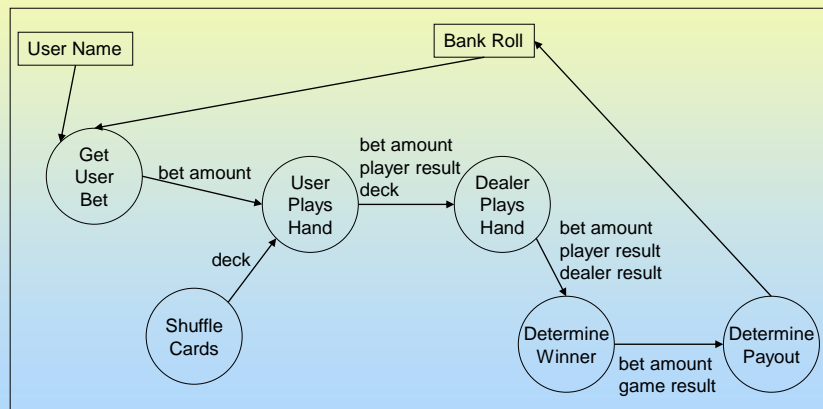 User Name
Bank Roll
Get
User
Bet
bet amount
User
Plays
Hand
bet amount
player result
deck
Dealer
Plays
Hand
deck
Shuffle
Cards
bet amount
player result
dealer result
Determine
Winner
bet amount
game result
Determine
Payout